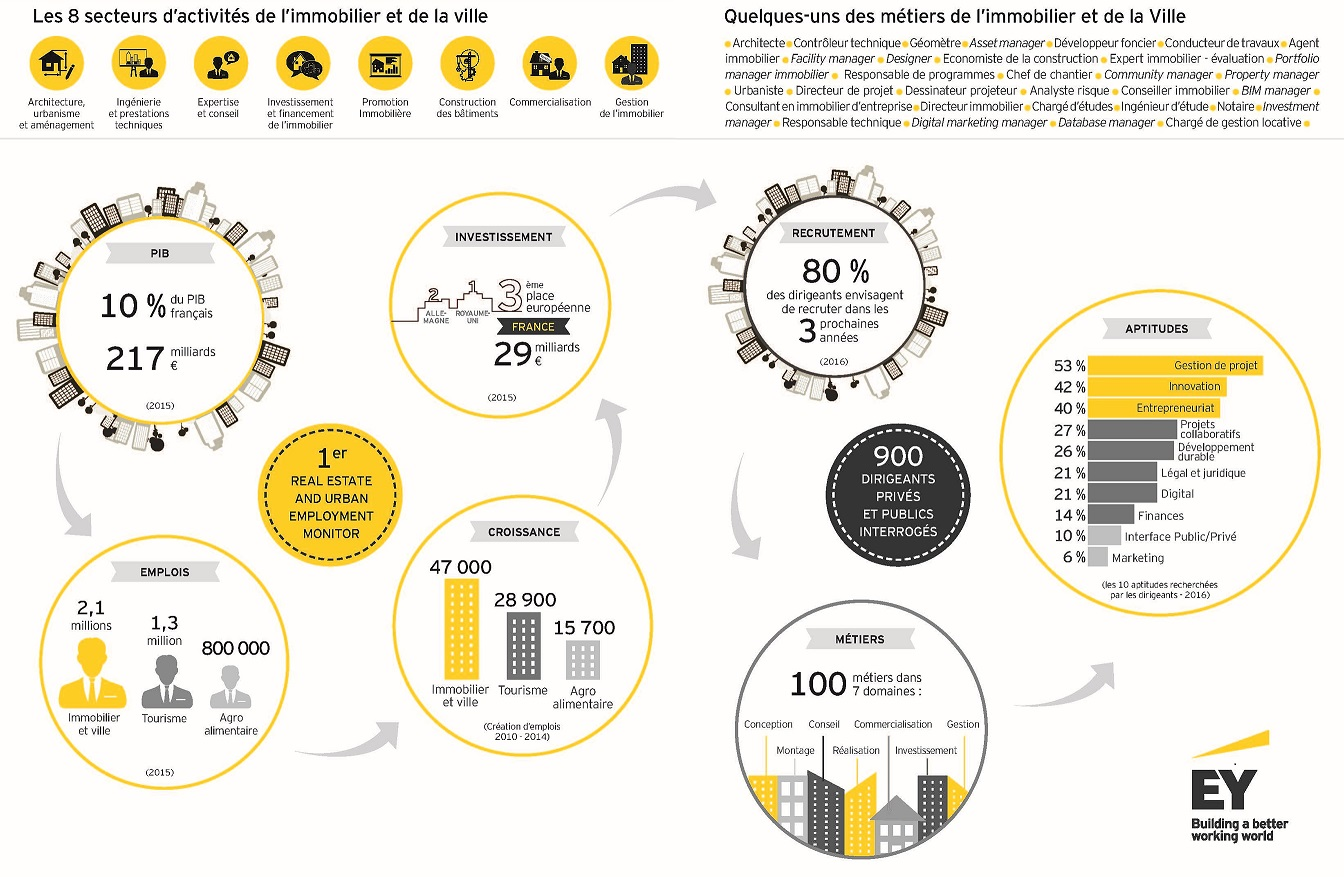 Les 8 secteurs d'activités de l'immobilier et de la ville
Architecture,
urbanisme
et aménagement
Ingénierie
et prestations
techniques
Expertise
et conseil
Investissement
et financement
de l'immobilier
Promotion
Immobilière
Construction
des bâtiments
Commercialisation
Gestion
de l'immobilier
Quelques-uns des métiers de l'immobilier et de la Ville
• Architecte • Contrôleur technique • Géomètre • Asset manager • Développeur foncier • Conducteur de travaux • Agent
immobilier • Facility manager • Designer • Economiste de la construction • Expert immobilier - évaluation • Portfolio
manager immobilier • Responsable de programmes • Chef de chantier • Community manager • Property manager
• Urbaniste • Directeur de projet • Dessinateur projeteur • Analyste risque • Conseiller immobilier • BIM manager •
Consultant en immobilier d'entreprise • Directeur immobilier • Chargé d'études • Ingénieur d'étude • Notaire • Investment
manager • Responsable technique • Digital marketing manager • Database manager • Chargé de gestion locative •
PIB
10 % du PIB
français
217 milliards
€
(2015)
EMPLOIS
2,1
millions
1,3
million
800 000
Immobilier
et ville
Tourisme
Agro
alimentaire
(2015)
1er
REAL ESTATE
AND URBAN
EMPLOYMENT
MONITOR
CROISSANCE
47 000
28 900
15 700
Immobilier
et ville
Tourisme
Agro
alimentaire
(Création d'emplois
2010 - 2014)
INVESTISSEMENT
2
ALLE-
MAGNE
1
ROYAUME-
UNI
3 ème
place
européenne
FRANCE
29 milliards
€
(2015)
RECRUTEMENT
80 %
des dirigeants envisagent
de recruter dans les
3 prochaines
années
(2016)
900
DIRIGEANTS
PRIVÉS
ET PUBLICS
INTERROGÉS
MÉTIERS
100 métiers dans
7 domaines :
Conception
Conseil
Commercialisation
Gestion
Montage
Réalisation
Investissement
APTITUDES
53 % Gestion de projet
42 % Innovation
40 % Entrepreneuriat
27 % Projets
collaboratifs
26 % Développement
durable
21 % Légal et juridique
21 % Digital
14 % Finances
10 % Interface Public/Privé
6 % Marketing
(les 10 aptitudes recherchées
par les dirigeants - 2016)
EY
Building a better
working world